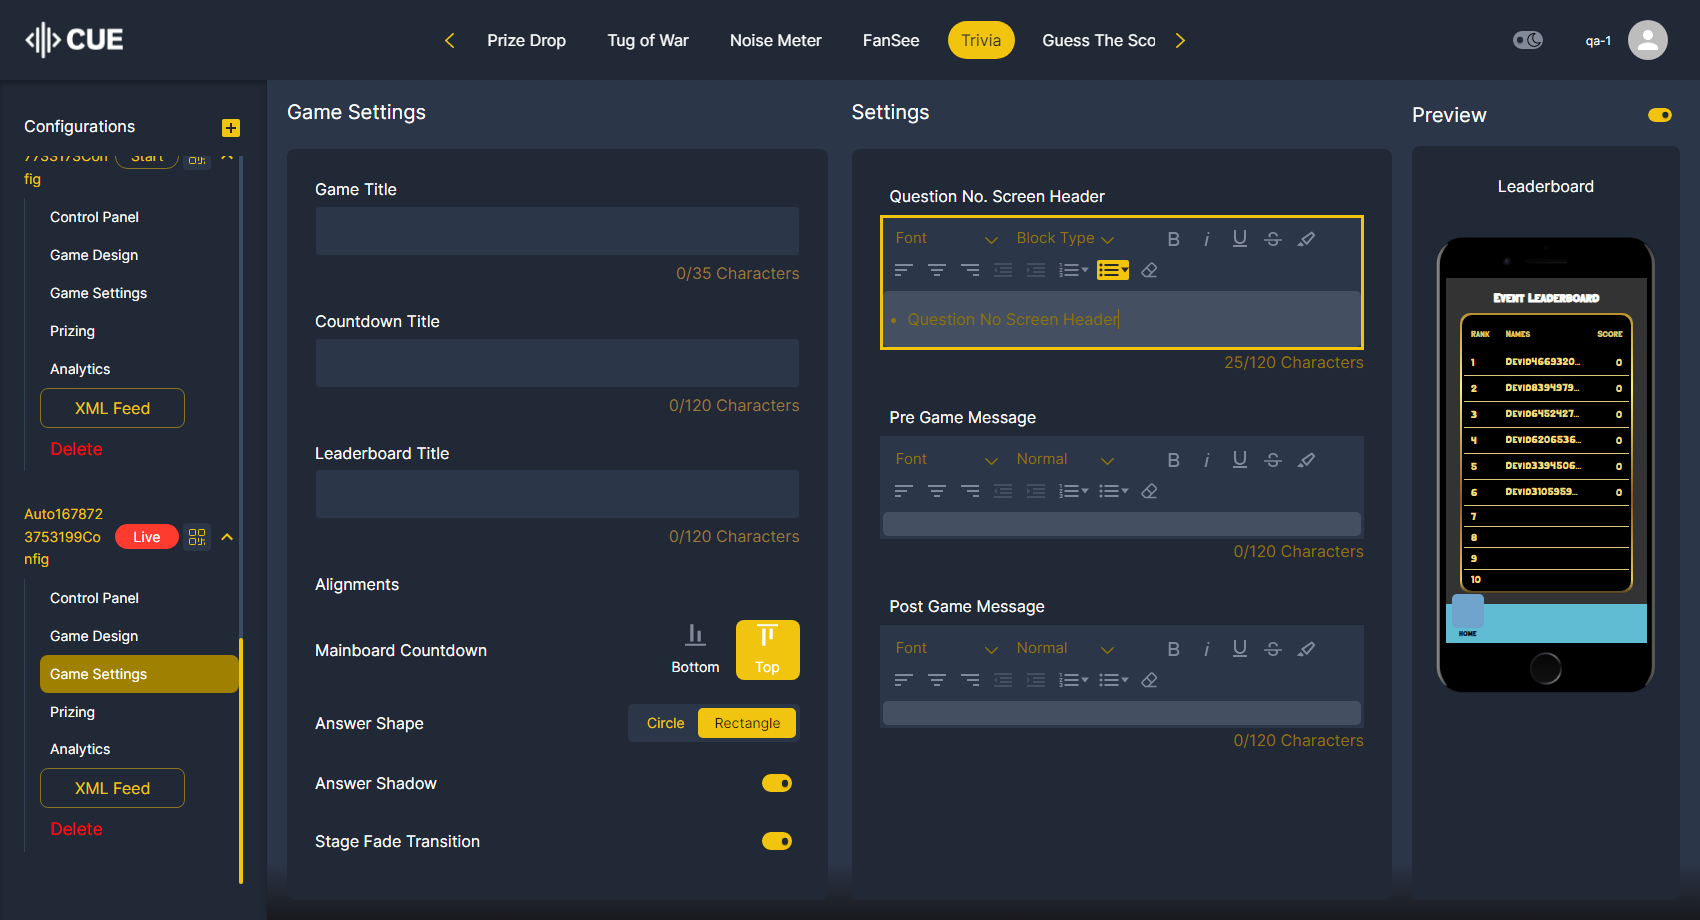 CUE
Prize Drop
Tug of War
Noise Meter
FanSee
Trivia
Guess The Sco
qa-1
Configurations
7733173Con
fig
Start
Control Panel
Game Design
Game Settings
Prizing
Analytics
XML Feed
Delete
Auto167872
3753199Co
nfig
Live
Control Panel
Game Design
Game Settings
Prizing
Analytics
XML Feed
Delete
Game Settings
Game Title
0/35 Characters
Countdown Title
0/120 Characters
Leaderboard Title
0/120 Characters
Alignments
Mainboard Countdown
Bottom
Top
Answer Shape
Circle
Rectangle
Answer Shadow
Stage Fade Transition
Settings
Question No. Screen Header
Font
Block Type
B i U S
• Question No Screen Header
25/120 Characters
Pre Game Message
Font
Normal
B i U S
0/120 Characters
Post Game Message
Font
Normal
B i U S
0/120 Characters
Preview
Leaderboard
Event Leaderboard
RANK NAMES SCORE
1 DEVID4669320... 0
2 DEVID8394979... 0
3 DEVID6452427... 0
4 DEVID6206536... 0
5 DEVID3394506... 0
6 DEVID3105959... 0
7
8
9
10
HOME